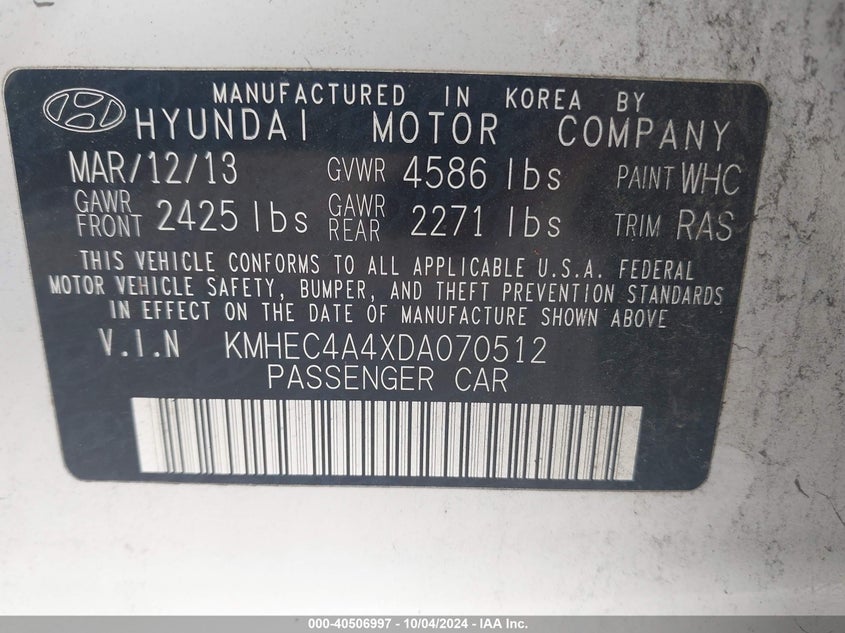 MANUFACTURED IN KOREA BY
HYUNDAI MOTOR COMPANY
MAR/12/13 GVWR 4586 lbs PAINT WHC
GAWR FRONT 2425 lbs GAWR REAR 2271 lbs TRIM RAS
THIS VEHICLE CONFORMS TO ALL APPLICABLE U.S.A. FEDERAL
MOTOR VEHICLE SAFETY, BUMPER, AND THEFT PREVENTION STANDARDS
IN EFFECT ON THE DATE OF MANUFACTURE SHOWN ABOVE
V.I.N KMHEC4A4XDA070512
PASSENGER CAR
000-40506997 - 10/04/2024 - IAA Inc.